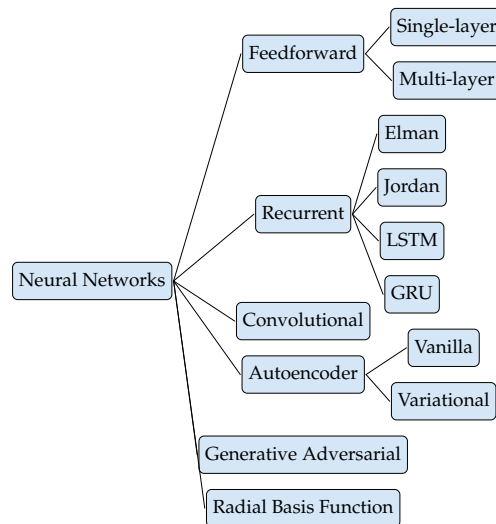 Single-layer
Feedforward
Multi-layer
Elman
Jordan
Recurrent
LSTM
Neural Networks
GRU
Convolutional
Vanilla
Autoencoder
Variational
Generative Adversarial
Radial Basis Function